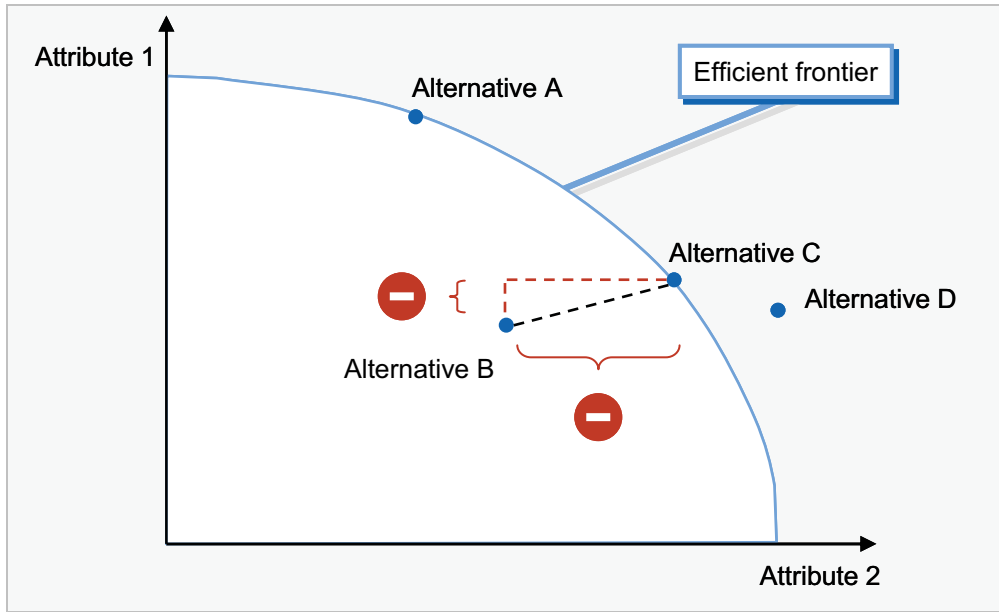 Attribute 1
Efficient frontier
Alternative A
Alternative C
Alternative D
Alternative B
Attribute 2